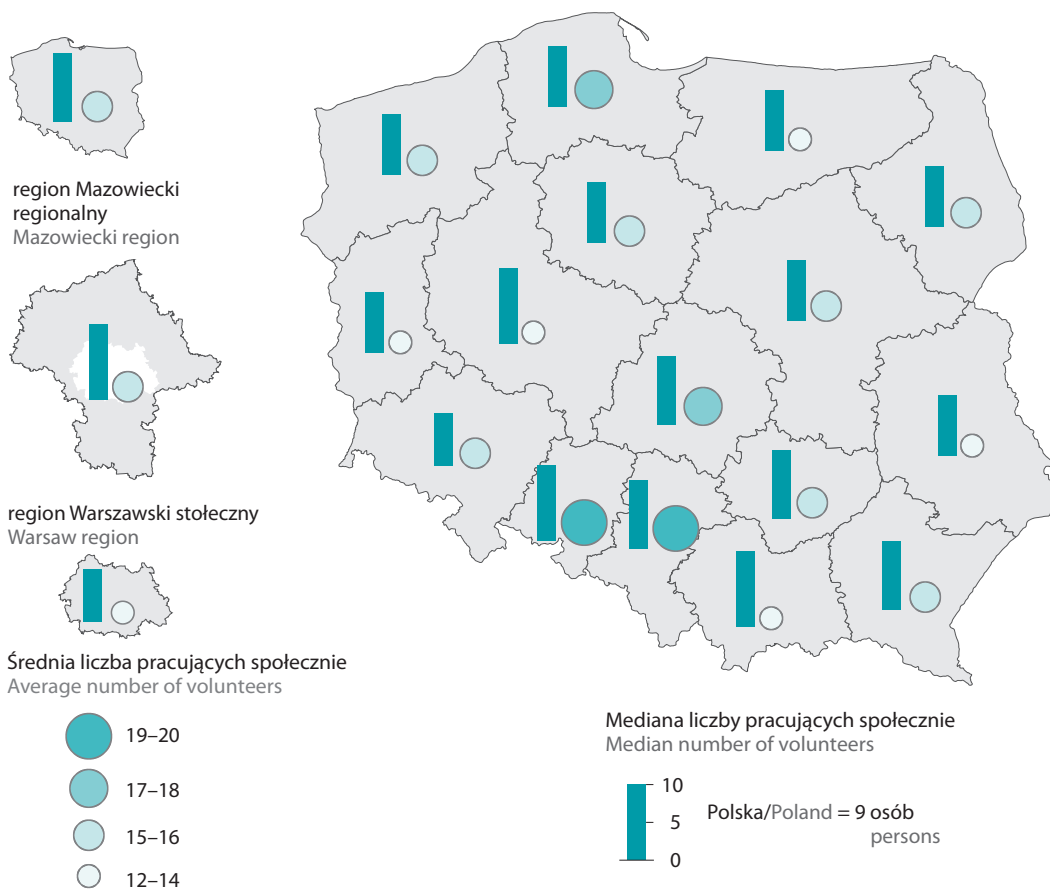 region Mazowiecki
regionalny
Mazowiecki region
region Warszawski stołeczny
Warsaw region
Średnia liczba pracujących społecznie
Average number of volunteers
19–20
17–18
15–16
12–14
Mediana liczby pracujących społecznie
Median number of volunteers
10
5
0
Polska/Poland = 9 osób
persons